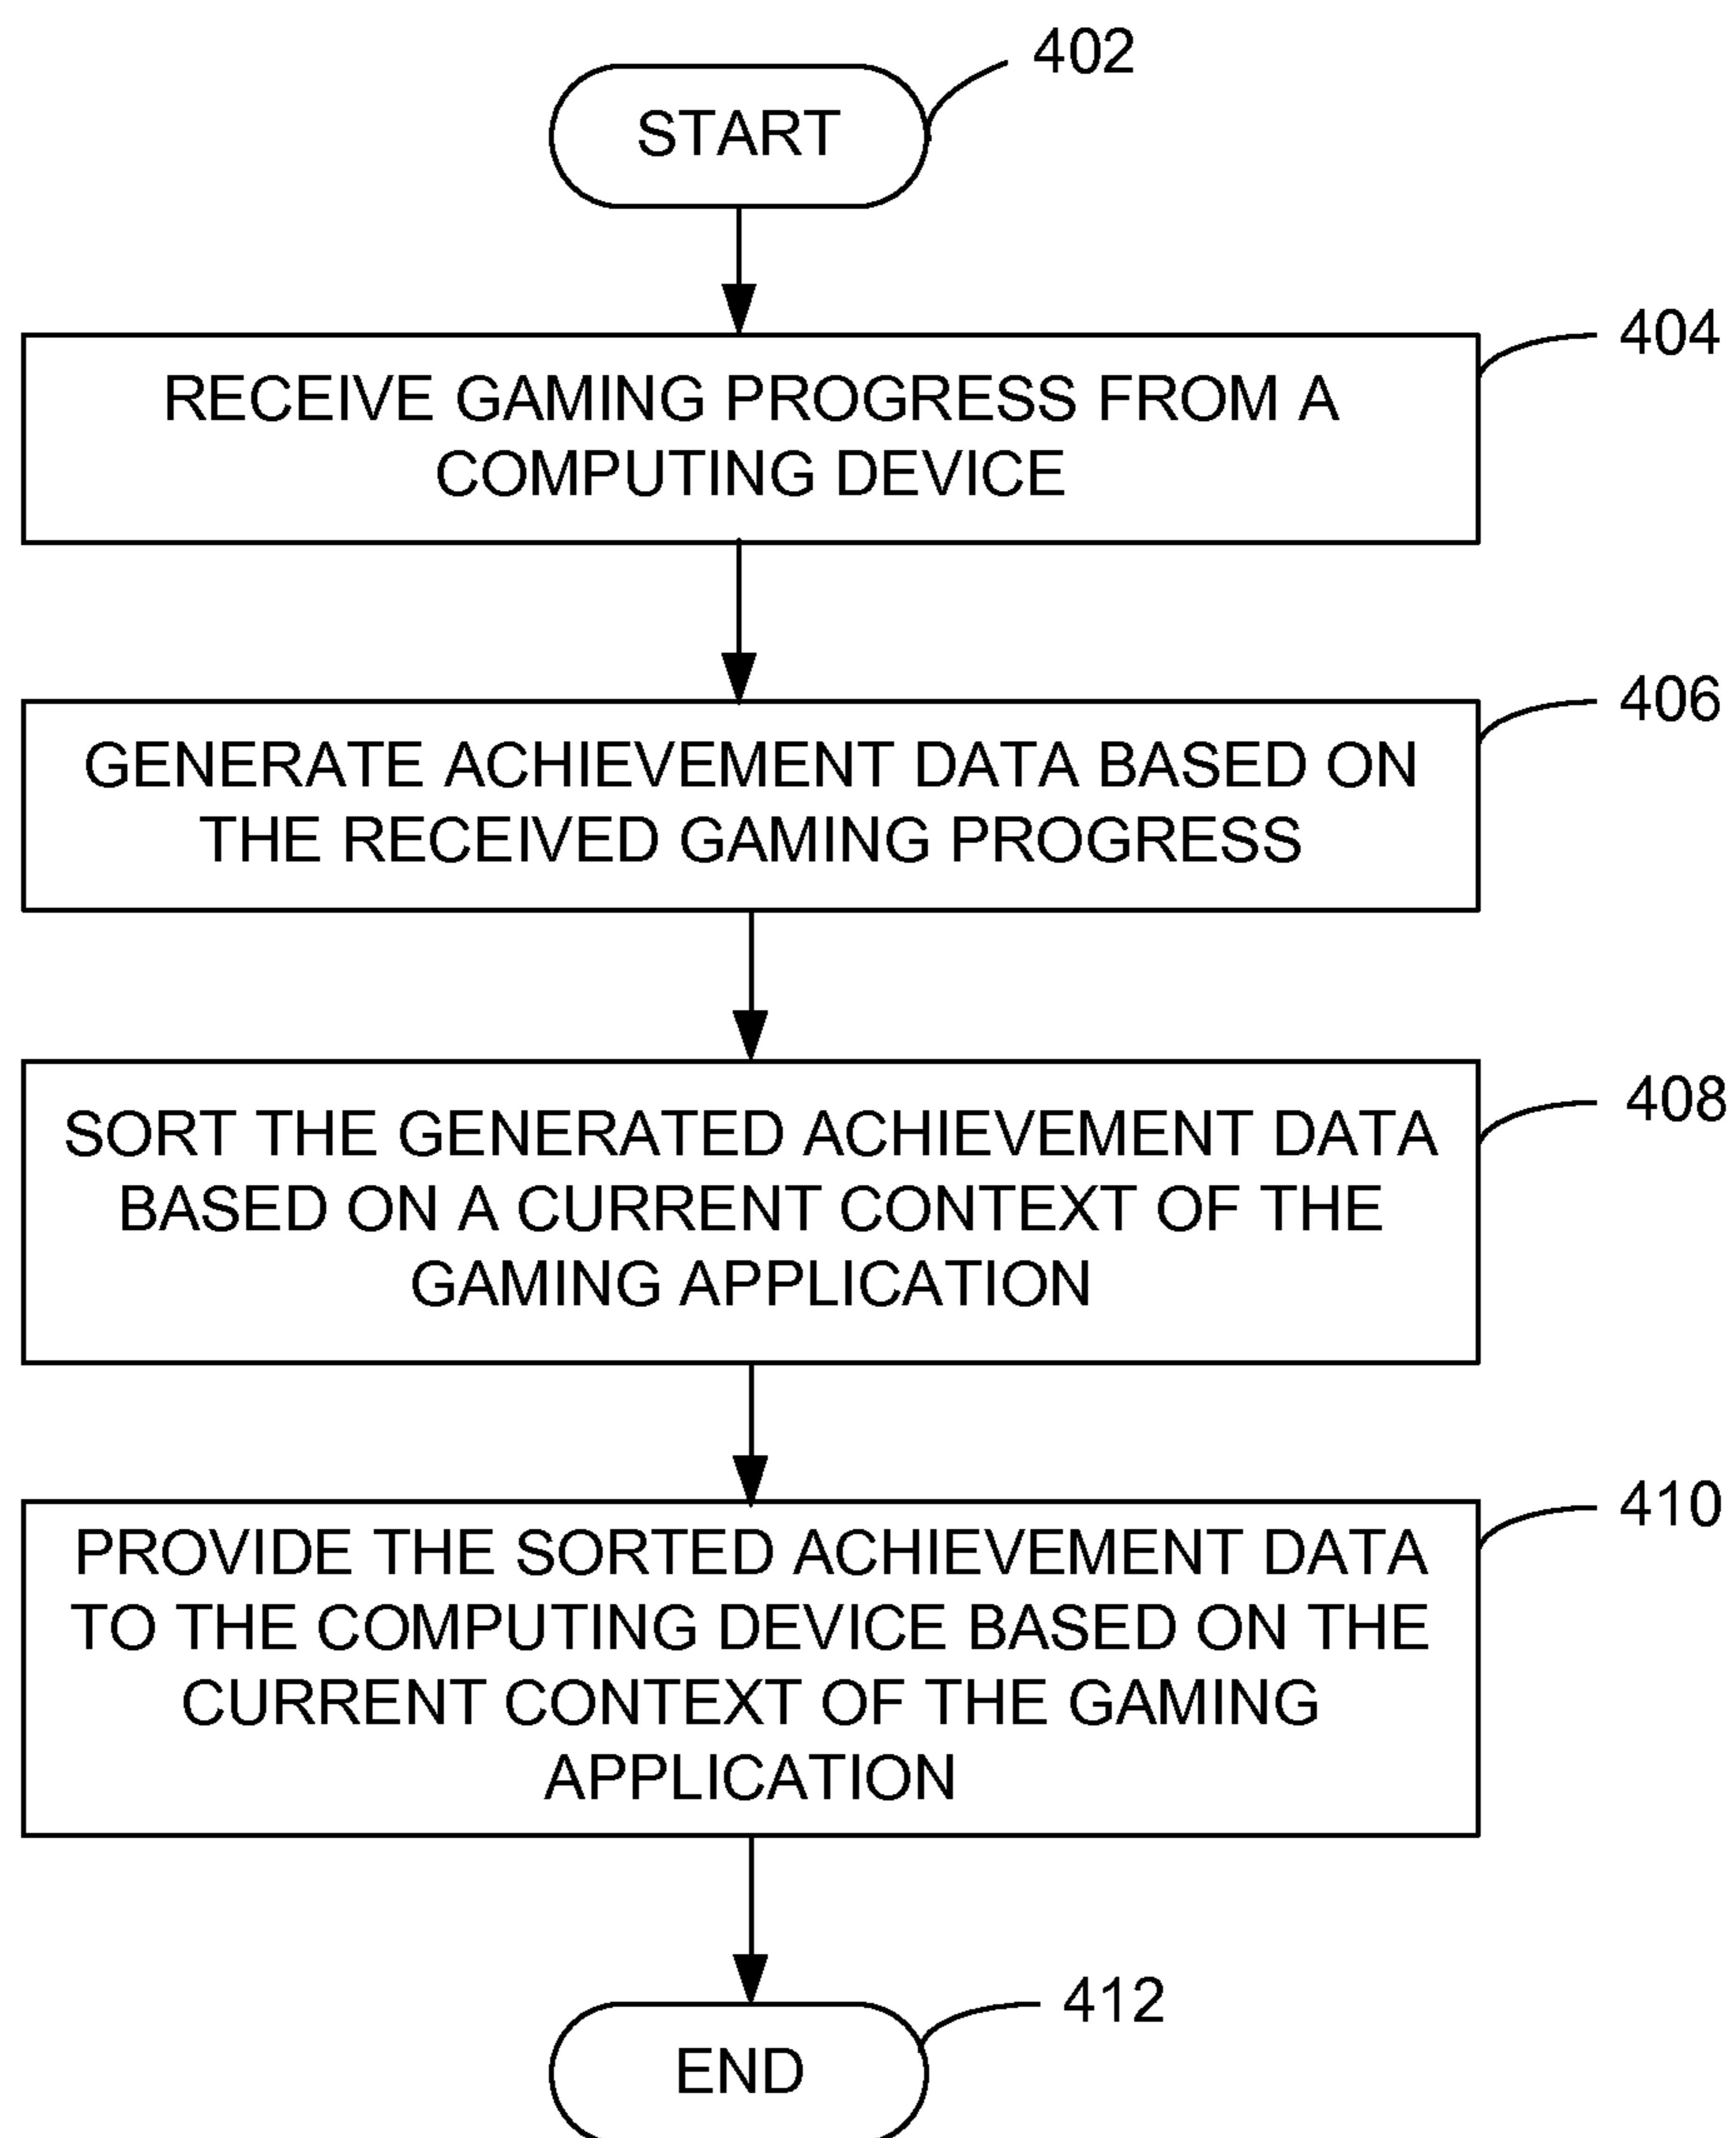 402
START
404
RECEIVE GAMING PROGRESS FROM A
COMPUTING DEVICE
406
GENERATE ACHIEVEMENT DATA BASED ON
THE RECEIVED GAMING PROGRESS
408
SORT THE GENERATED ACHIEVEMENT DATA
BASED ON A CURRENT CONTEXT OF THE
GAMING APPLICATION
410
PROVIDE THE SORTED ACHIEVEMENT DATA
TO THE COMPUTING DEVICE BASED ON THE
CURRENT CONTEXT OF THE GAMING
APPLICATION
412
END